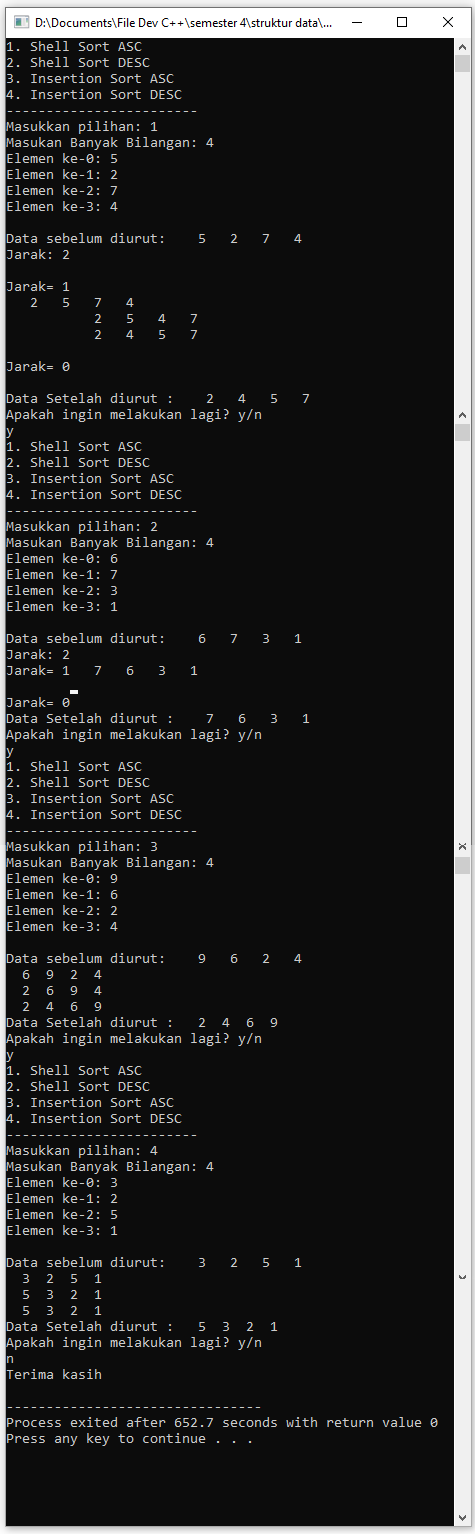 D:\Documents\File Dev C++\semester 4\struktur data\...
1. Shell Sort ASC
2. Shell Sort DESC
3. Insertion Sort ASC
4. Insertion Sort DESC
------------------------
Masukkan pilihan: 1
Masukan Banyak Bilangan: 4
Elemen ke-0: 5
Elemen ke-1: 2
Elemen ke-2: 7
Elemen ke-3: 4
Data sebelum diurut:    5   2   7   4
Jarak: 2
Jarak= 1
   2   5   7   4
           2   5   4   7
           2   4   5   7
Jarak= 0
Data Setelah diurut :    2   4   5   7
Apakah ingin melakukan lagi? y/n
y
1. Shell Sort ASC
2. Shell Sort DESC
3. Insertion Sort ASC
4. Insertion Sort DESC
------------------------
Masukkan pilihan: 2
Masukan Banyak Bilangan: 4
Elemen ke-0: 6
Elemen ke-1: 7
Elemen ke-2: 3
Elemen ke-3: 1
Data sebelum diurut:    6   7   3   1
Jarak: 2
Jarak= 1   7   6   3   1
Jarak= 0
Data Setelah diurut :    7   6   3   1
Apakah ingin melakukan lagi? y/n
y
1. Shell Sort ASC
2. Shell Sort DESC
3. Insertion Sort ASC
4. Insertion Sort DESC
------------------------
Masukkan pilihan: 3
Masukan Banyak Bilangan: 4
Elemen ke-0: 9
Elemen ke-1: 6
Elemen ke-2: 2
Elemen ke-3: 4
Data sebelum diurut:    9   6   2   4
  6  9  2  4
  2  6  9  4
  2  4  6  9
Data Setelah diurut :   2  4  6  9
Apakah ingin melakukan lagi? y/n
y
1. Shell Sort ASC
2. Shell Sort DESC
3. Insertion Sort ASC
4. Insertion Sort DESC
------------------------
Masukkan pilihan: 4
Masukan Banyak Bilangan: 4
Elemen ke-0: 3
Elemen ke-1: 2
Elemen ke-2: 5
Elemen ke-3: 1
Data sebelum diurut:    3   2   5   1
  3  2  5  1
  5  3  2  1
  5  3  2  1
Data Setelah diurut :   5  3  2  1
Apakah ingin melakukan lagi? y/n
n
Terima kasih
--------------------------------
Process exited after 652.7 seconds with return value 0
Press any key to continue . . .